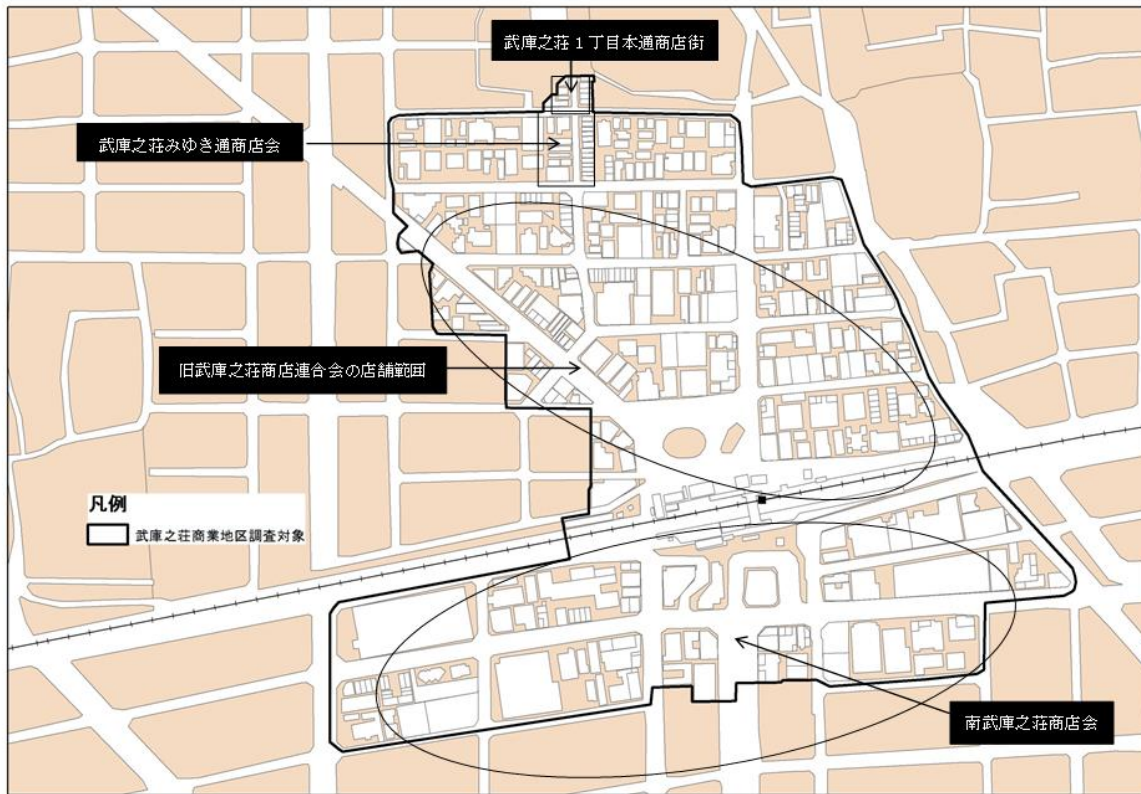 武庫之荘１丁目本通商店街
武庫之荘みゆき通商店会
旧武庫之荘商店連合会の店舗範囲
凡例
武庫之荘商業地区調査対象
南武庫之荘商店会